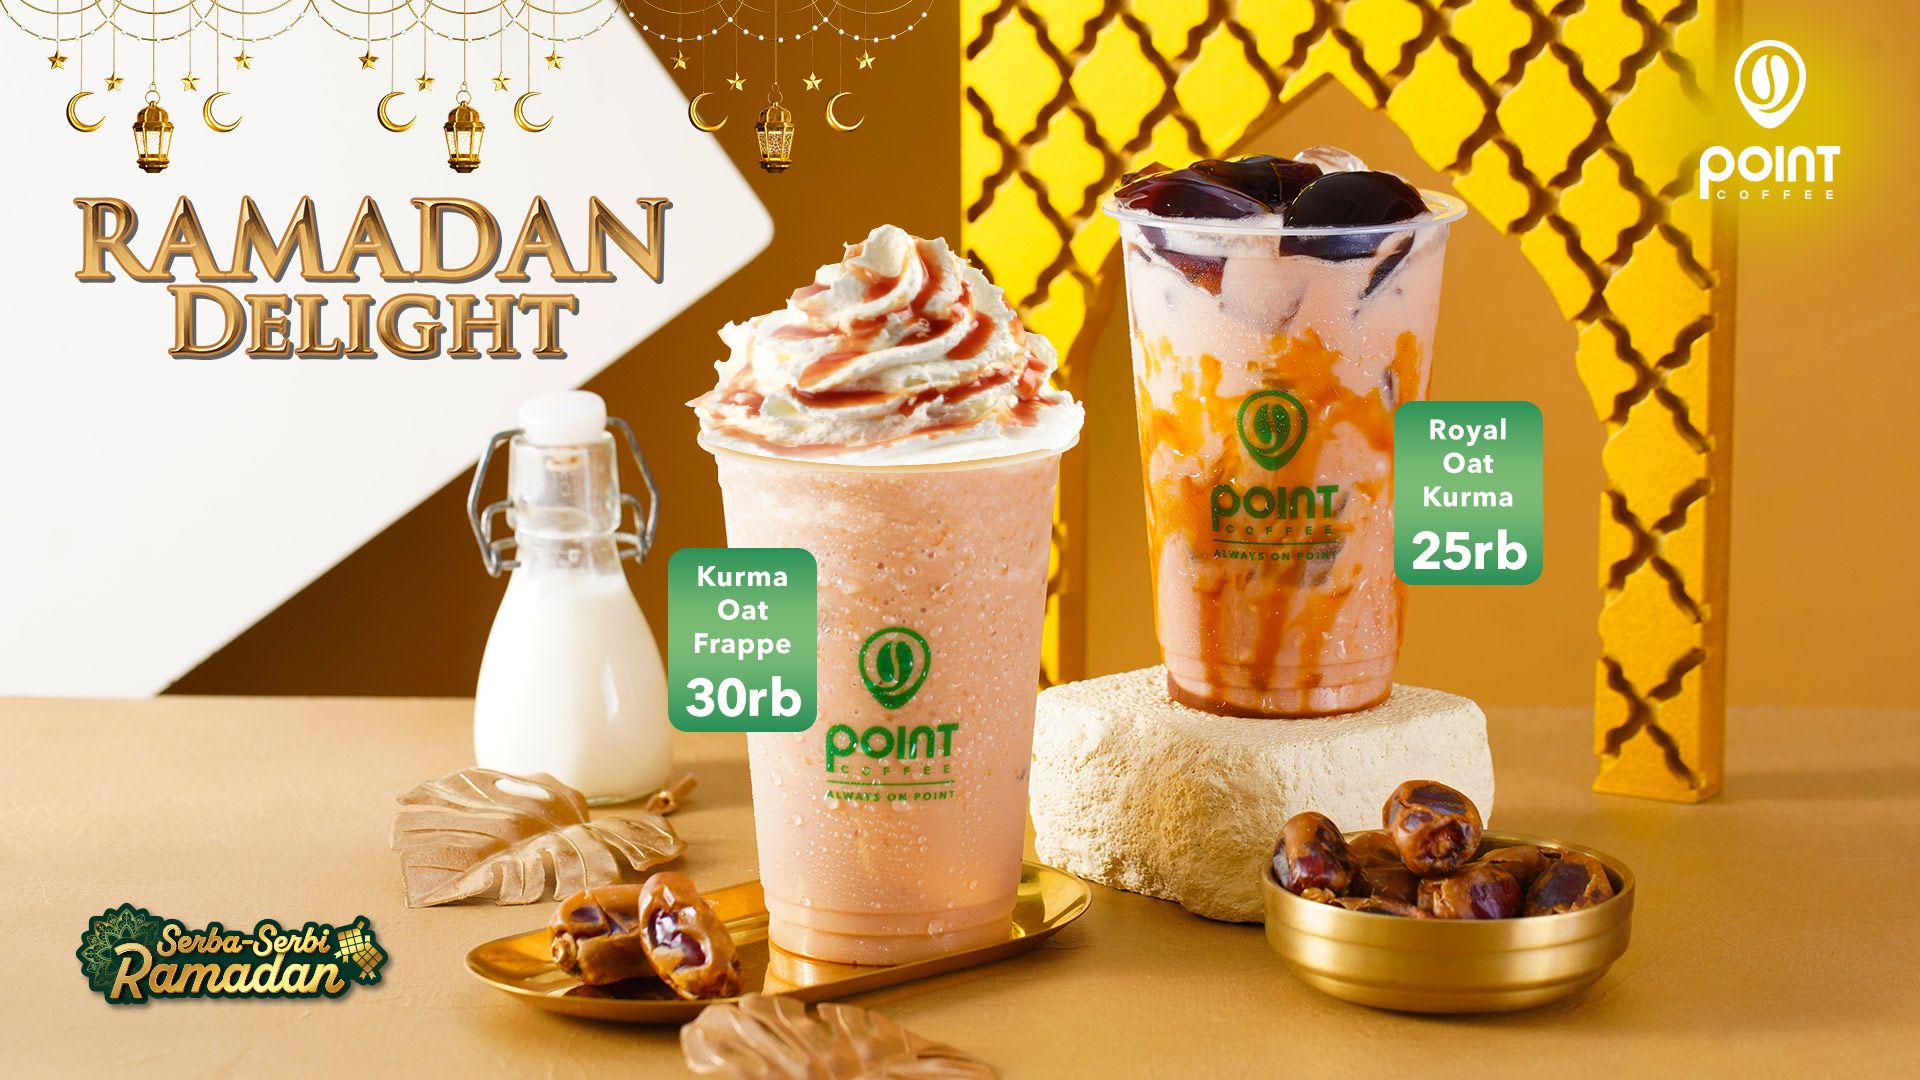 RAMADAN
DELIGHT
POINT
COFFEE
Kurma
Oat
Frappe
30rb
Royal
Oat
Kurma
25rb
POINT
COFFEE
ALWAYS ON POINT
POINT
COFFEE
ALWAYS ON POINT
Serba-Serbi
Ramadan